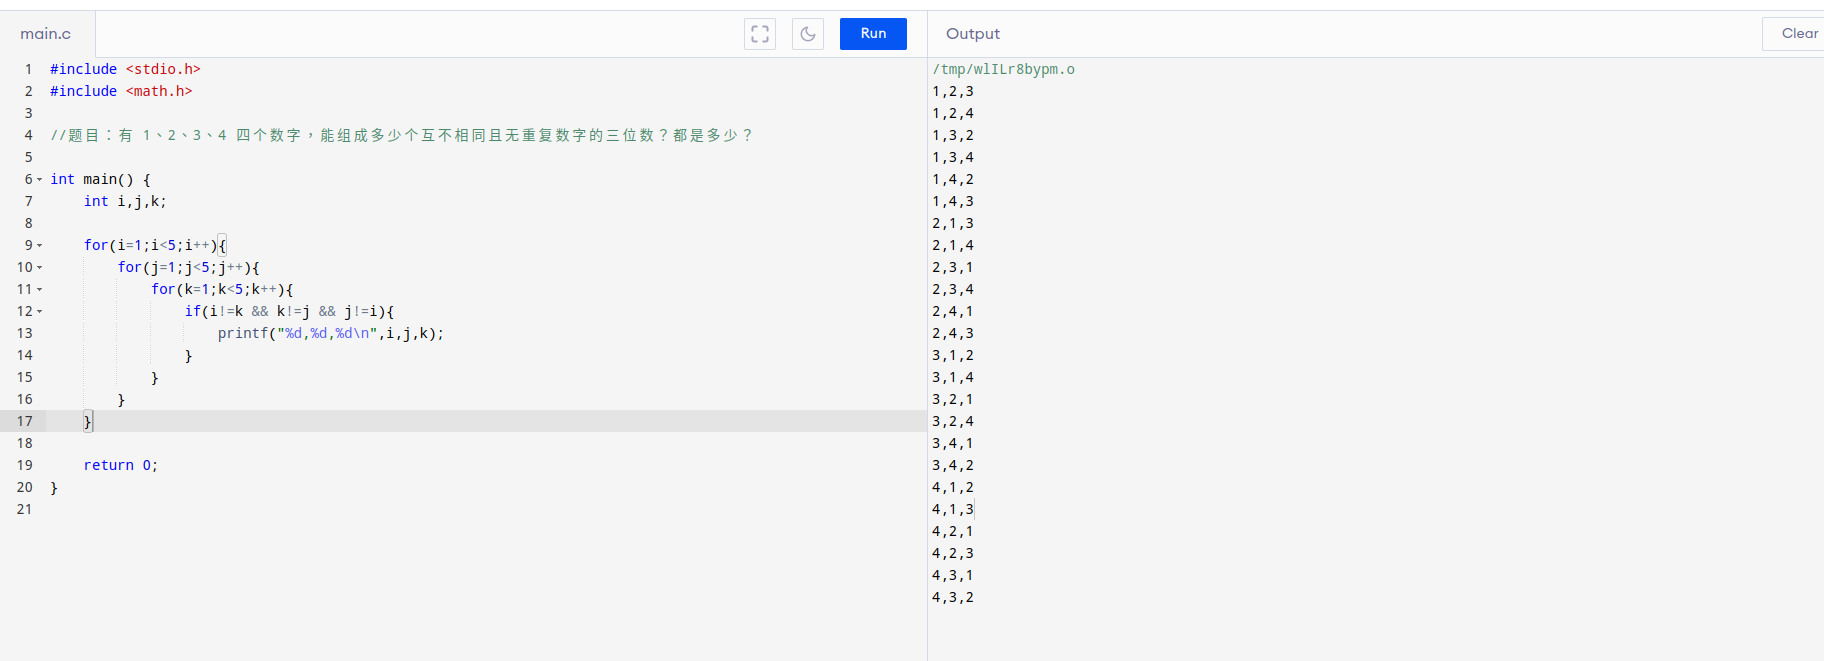 main.c
Run
Output
Clear
1 #include <stdio.h>
2 #include <math.h>
3
4 //题目：有 1、2、3、4 四个数字，能组成多少个互不相同且无重复数字的三位数？都是多少？
5
6 int main() {
7     int i,j,k;
8
9     for(i=1;i<5;i++){
10         for(j=1;j<5;j++){
11             for(k=1;k<5;k++){
12                 if(i!=k && k!=j && j!=i){
13                     printf("%d,%d,%d\n",i,j,k);
14                 }
15             }
16         }
17     }
18
19     return 0;
20 }
21
/tmp/wlILr8bypm.o
1,2,3
1,2,4
1,3,2
1,3,4
1,4,2
1,4,3
2,1,3
2,1,4
2,3,1
2,3,4
2,4,1
2,4,3
3,1,2
3,1,4
3,2,1
3,2,4
3,4,1
3,4,2
4,1,2
4,1,3
4,2,1
4,2,3
4,3,1
4,3,2